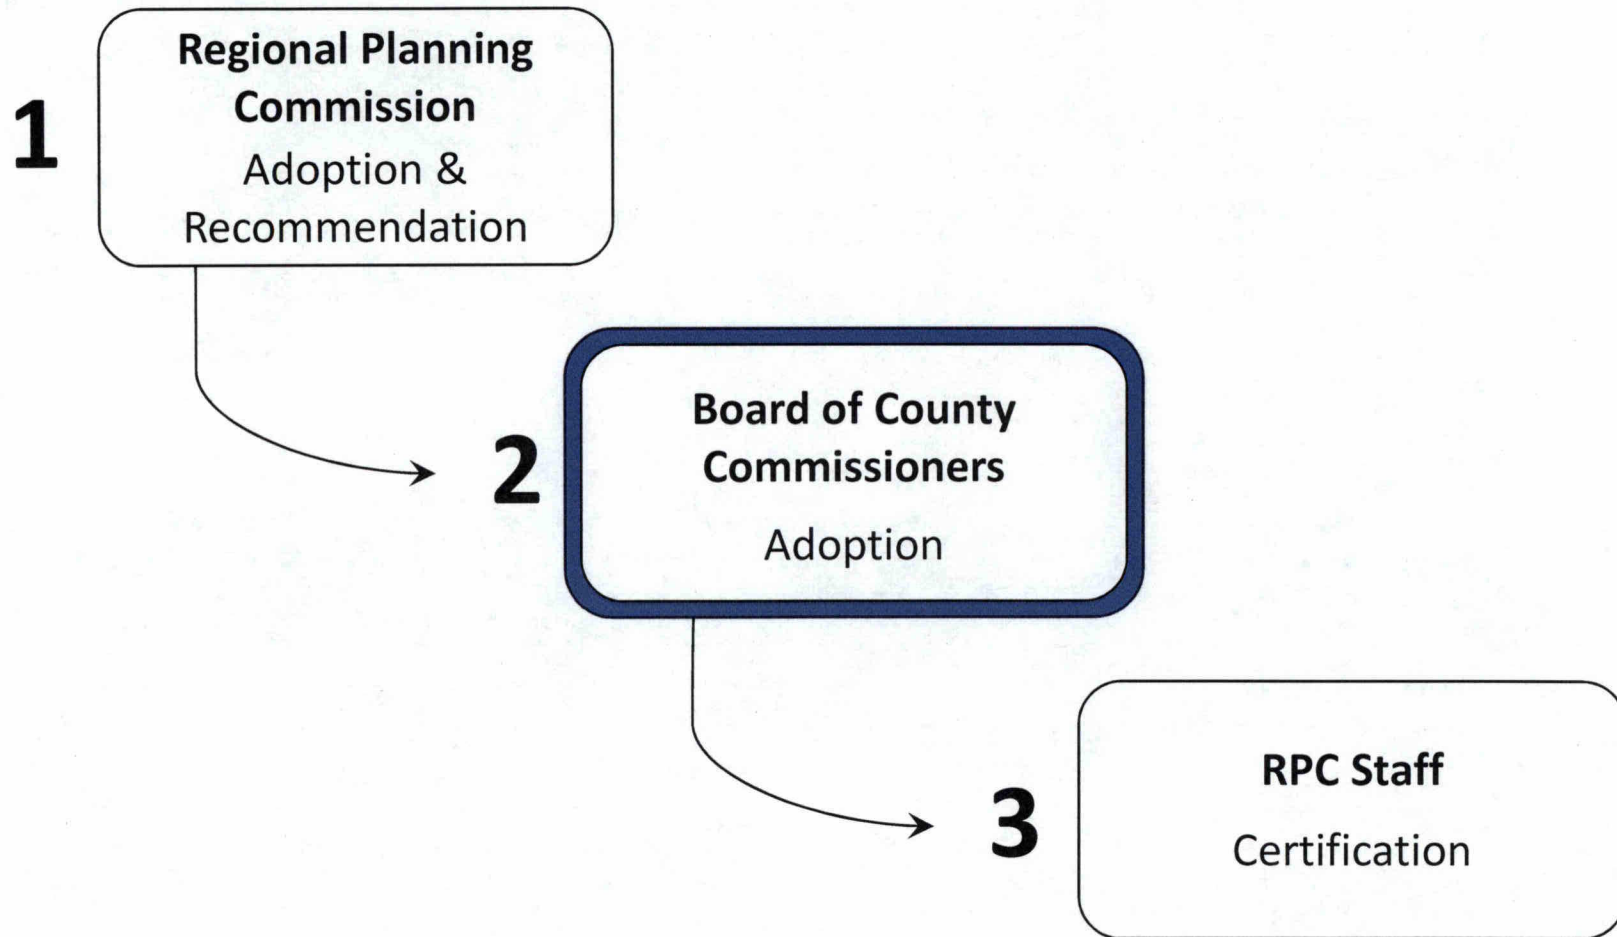 1
Regional Planning
Commission
Adoption &
Recommendation
2
Board of County
Commissioners
Adoption
3
RPC Staff
Certification